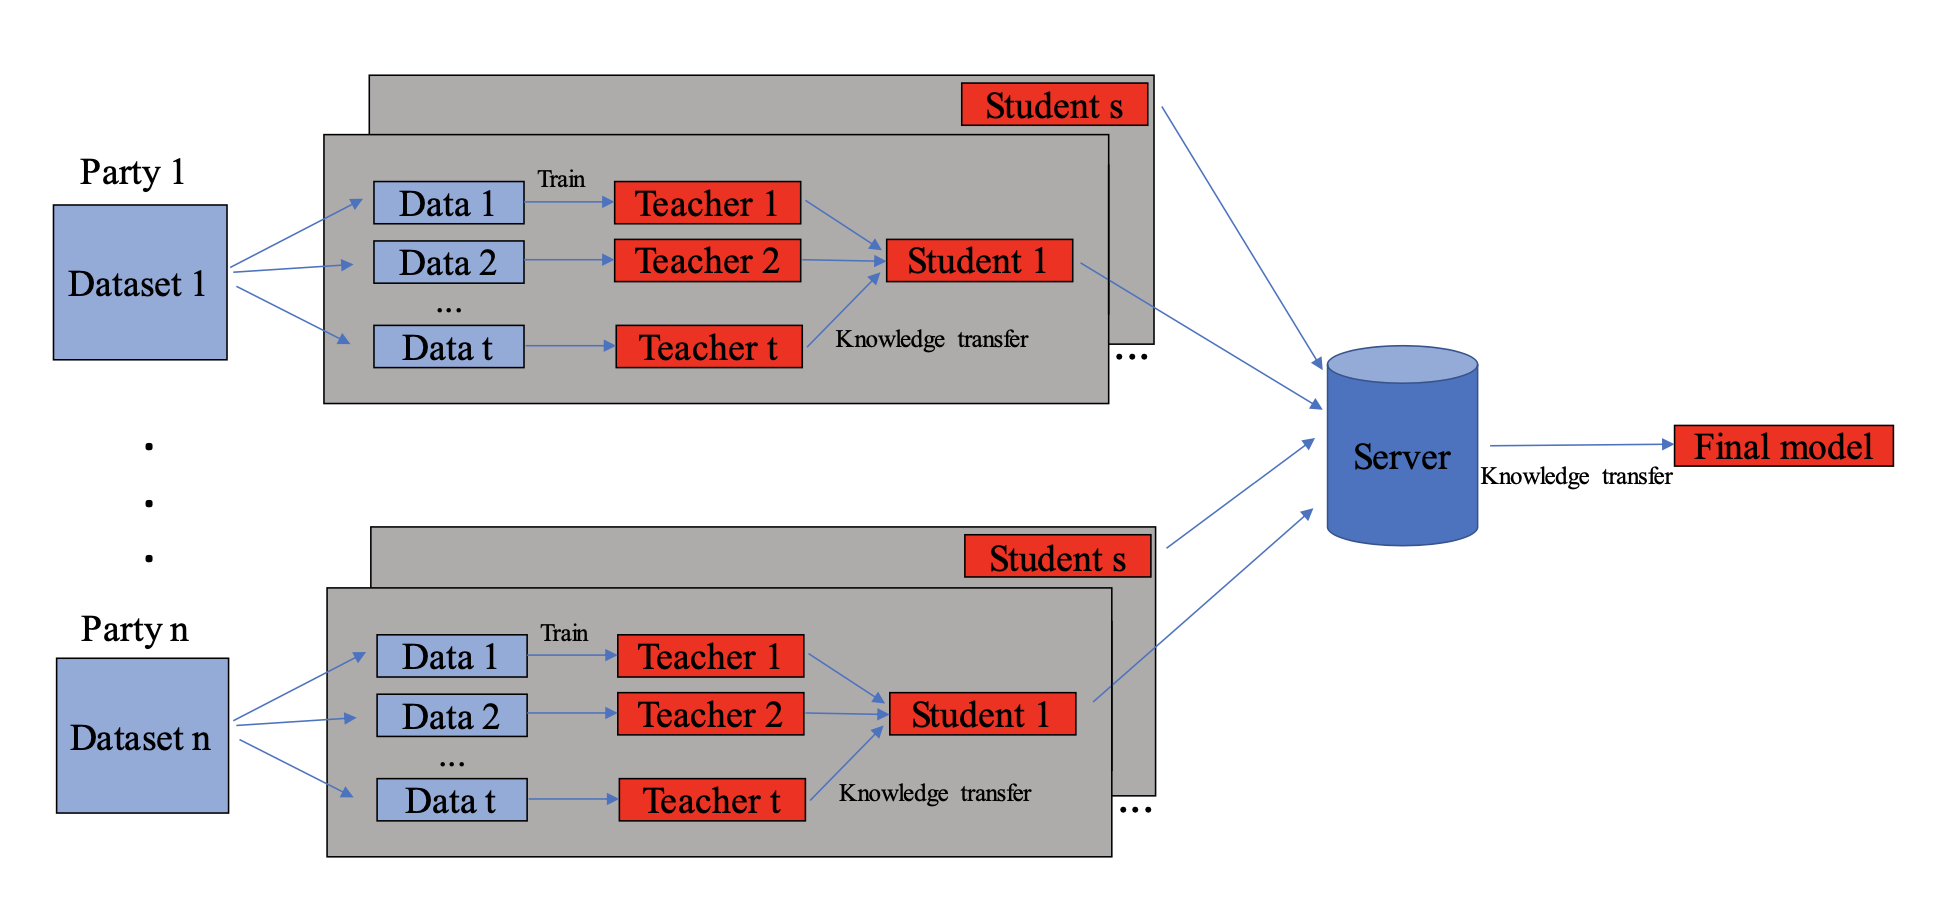 Student s
Party 1
Dataset 1
Data 1
Train
Teacher 1
Data 2
Teacher 2
Student 1
...
Data t
Teacher t
Knowledge transfer
...
Server
Final model
Knowledge transfer
.
.
.
Student s
Party n
Dataset n
Data 1
Train
Teacher 1
Data 2
Teacher 2
Student 1
...
Data t
Teacher t
Knowledge transfer
...